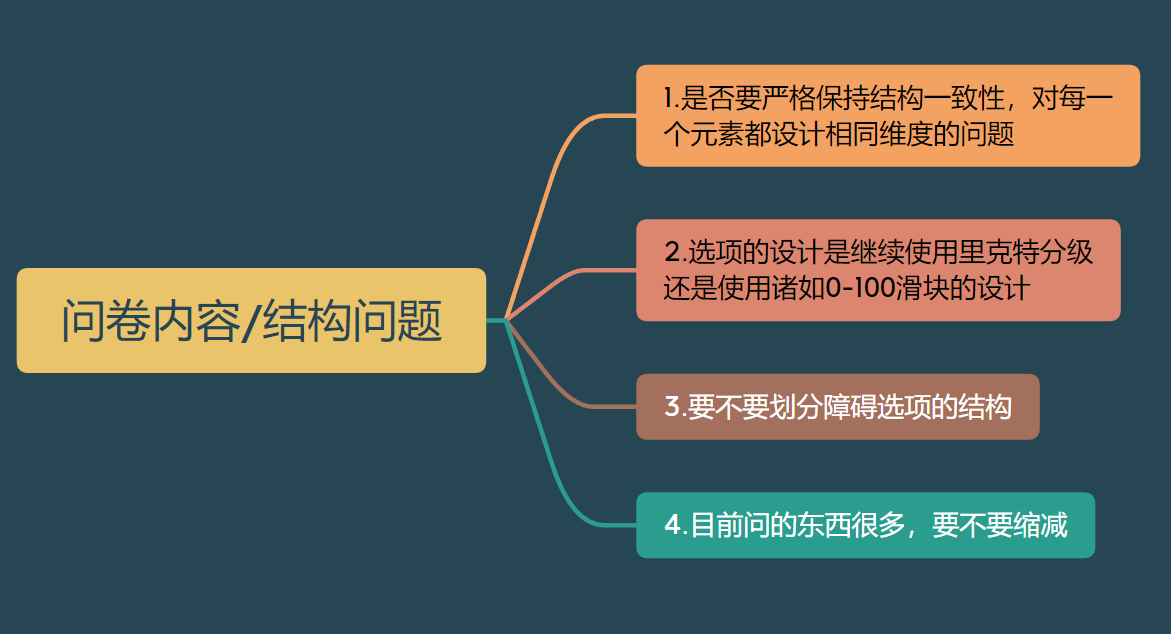 问卷内容/结构问题
1.是否要严格保持结构一致性，对每一
个元素都设计相同维度的问题
2.选项的设计是继续使用里克特分级
还是使用诸如0-100滑块的设计
3.要不要划分障碍选项的结构
4.目前问的东西很多，要不要缩减